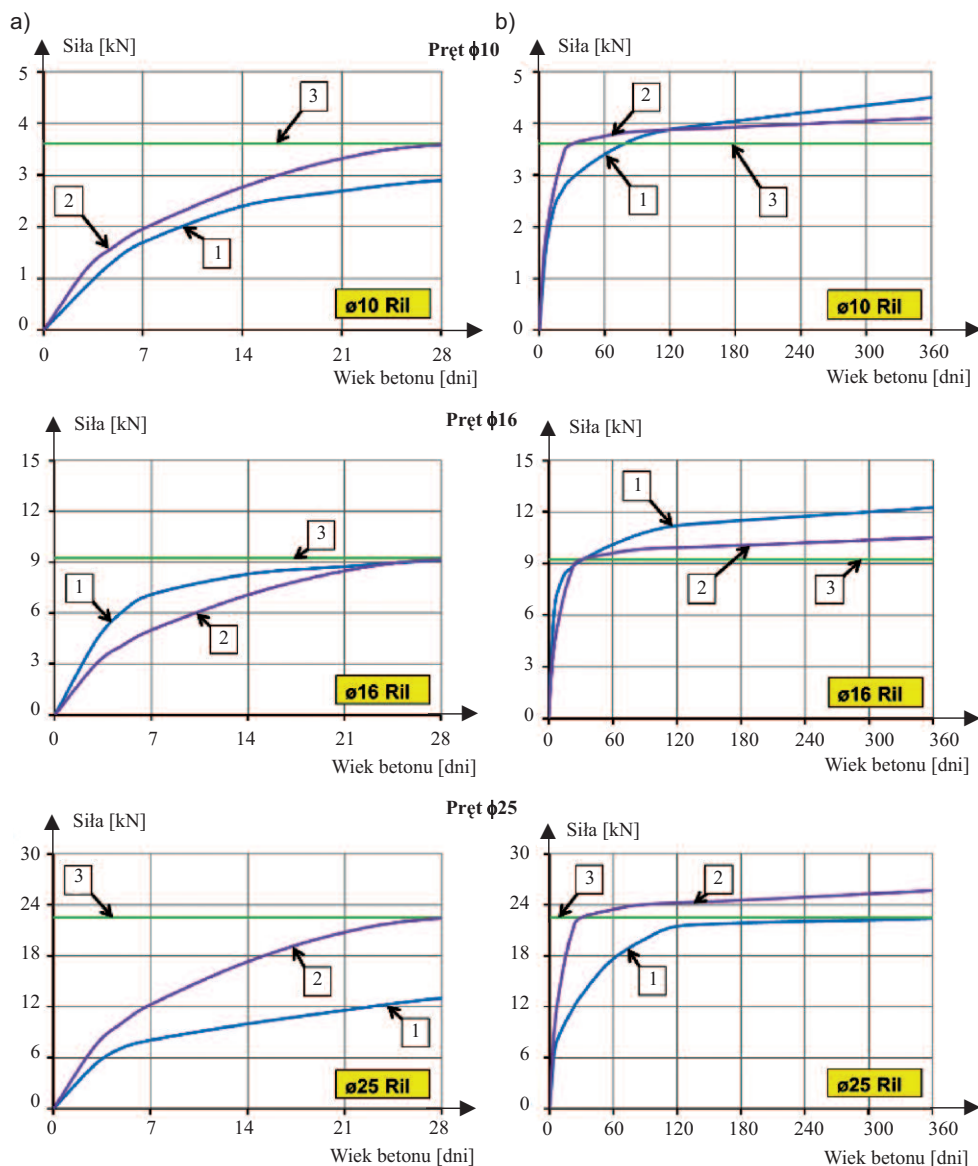 a)
b)
Pręt ϕ10
Siła [kN]
5
4
3
2
1
0
3
2
1
ø10 Ril
0 7 14 21 28
Wiek betonu [dni]
Siła [kN]
5
4
3
2
1
0
2
1
3
ø10 Ril
0 60 120 180 240 300 360
Wiek betonu [dni]
Pręt ϕ16
Siła [kN]
15
12
9
6
3
0
3
1
2
ø16 Ril
0 7 14 21 28
Wiek betonu [dni]
Siła [kN]
15
12
9
6
3
0
1
2
3
ø16 Ril
0 60 120 180 240 300 360
Wiek betonu [dni]
Pręt ϕ25
Siła [kN]
30
24
18
12
6
0
3
2
1
ø25 Ril
0 7 14 21 28
Wiek betonu [dni]
Siła [kN]
30
24
18
12
6
0
3
2
1
ø25 Ril
0 60 120 180 240 300 360
Wiek betonu [dni]